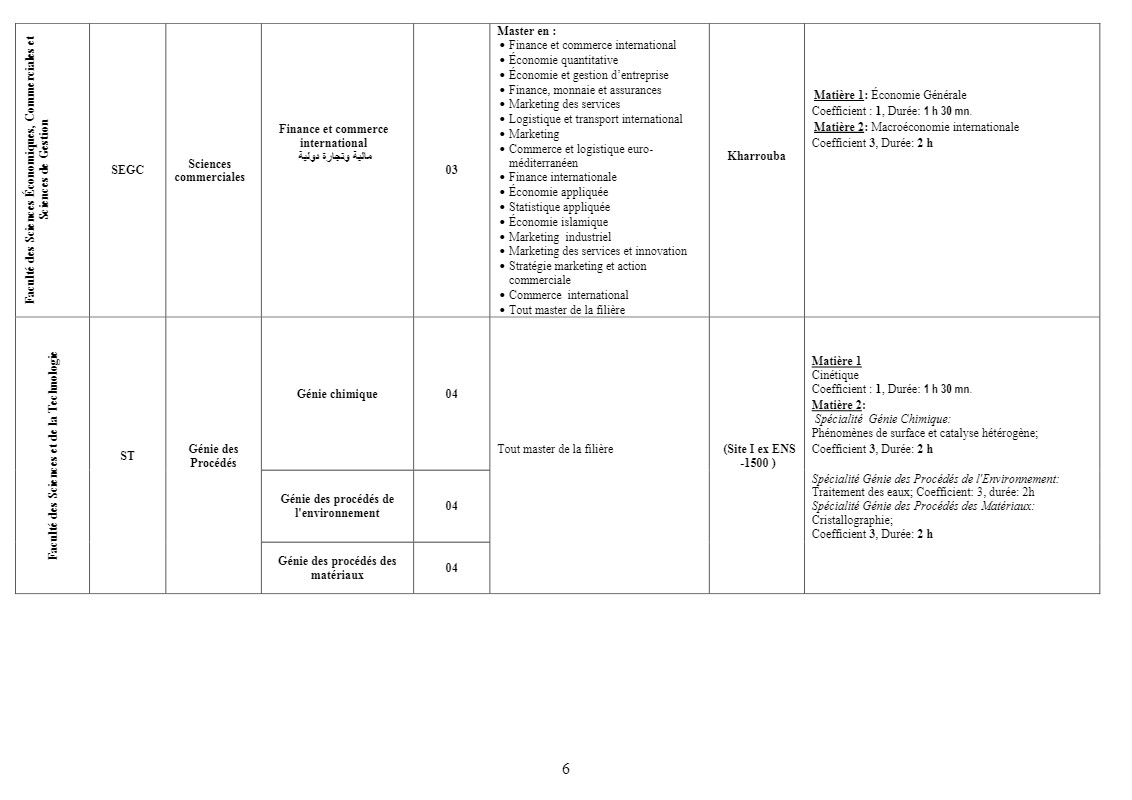 Faculté des Sciences Économiques, Commerciales et
Sciences de Gestion
SEGC
Sciences
commerciales
Finance et commerce
international
مالية وتجارة دولية
03
Master en :
• Finance et commerce international
• Économie quantitative
• Économie et gestion d’entreprise
• Finance, monnaie et assurances
• Marketing des services
• Logistique et transport international
• Marketing
• Commerce et logistique euro-
méditerranéen
• Finance internationale
• Économie appliquée
• Statistique appliquée
• Économie islamique
• Marketing industriel
• Marketing des services et innovation
• Stratégie marketing et action
commerciale
• Commerce international
• Tout master de la filière
Kharrouba
Matière 1: Économie Générale
Coefficient : 1, Durée: 1 h 30 mn.
Matière 2: Macroéconomie internationale
Coefficient 3, Durée: 2 h
Faculté des Sciences et de la Technologie
ST
Génie des
Procédés
Génie chimique
04
Génie des procédés de
l'environnement
04
Génie des procédés des
matériaux
04
Tout master de la filière
(Site I ex ENS
-1500 )
Matière 1
Cinétique
Coefficient : 1, Durée: 1 h 30 mn.
Matière 2:
Spécialité Génie Chimique:
Phénomènes de surface et catalyse hétérogène;
Coefficient 3, Durée: 2 h
Spécialité Génie des Procédés de l'Environnement:
Traitement des eaux; Coefficient: 3, durée: 2h
Spécialité Génie des Procédés des Matériaux:
Cristallographie;
Coefficient 3, Durée: 2 h
6